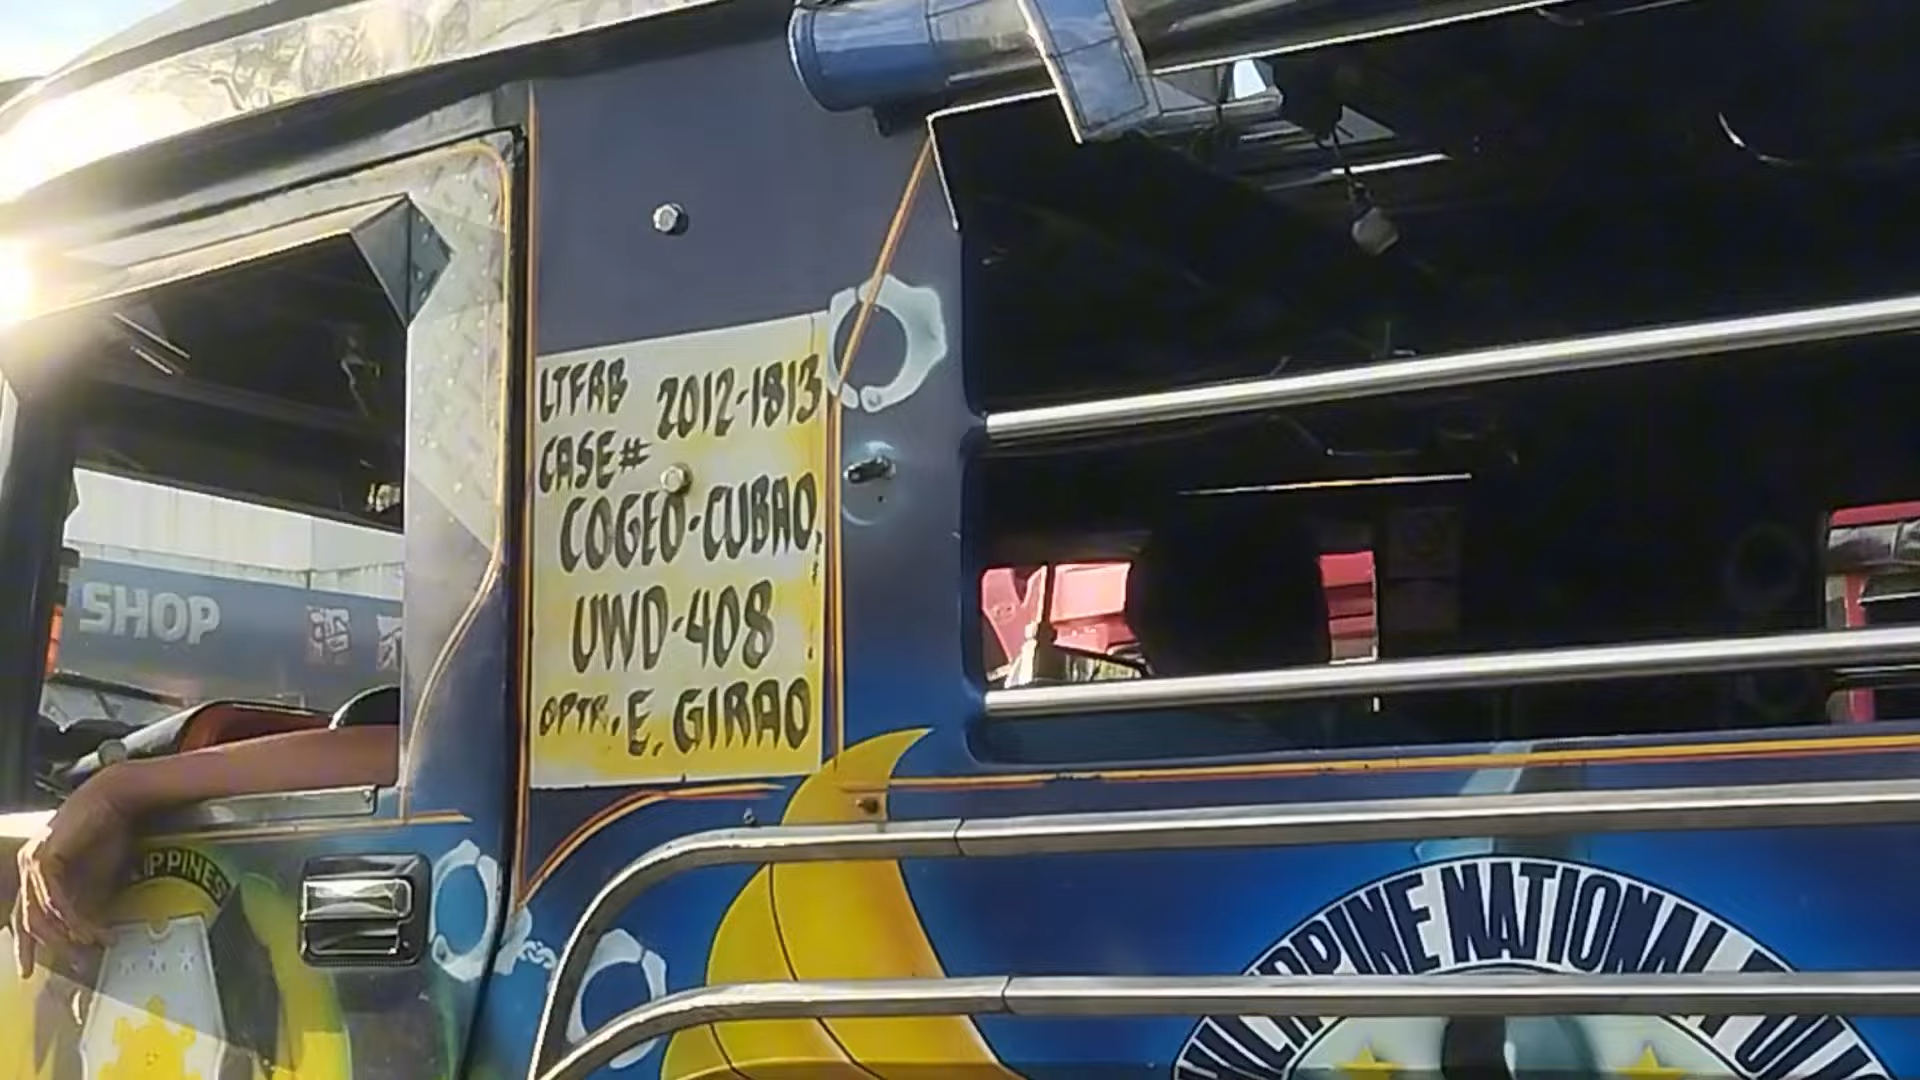 LTFRB
CASE# 2012-1813
COGEO-CUBAO.
UWD-408
OPTR. E. GIRAO
SHOP
PHILIPPINE NATIONAL